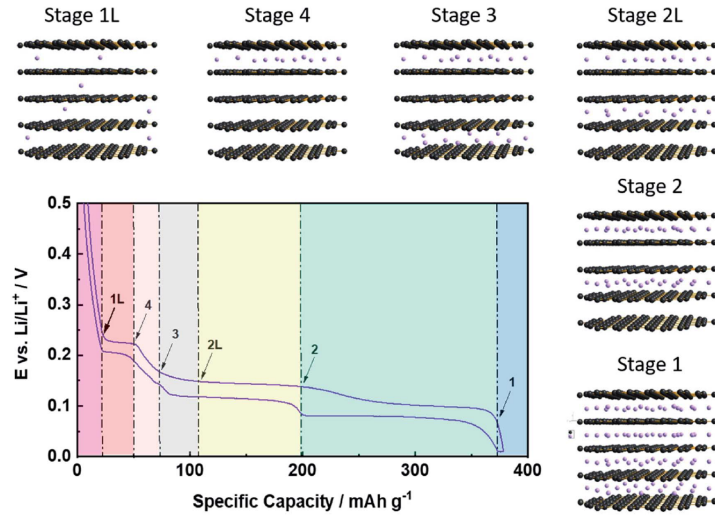 Stage 1L
Stage 4
Stage 3
Stage 2L
Stage 2
Stage 1
E vs. Li/Li⁺ / V
0.5
0.4
0.3
0.2
0.1
0.0
1L
4
3
2L
2
1
0
100
200
300
400
Specific Capacity / mAh g⁻¹